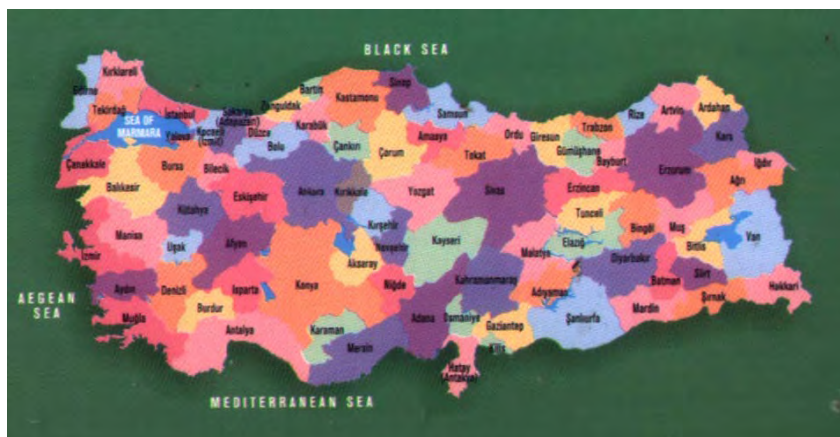 BLACK SEA
Kırklareli
Edirne
Tekirdağ
SEA OF
MARMARA
İstanbul
Yalova
Kocaeli
(İzmit)
Sakarya
(Adapazarı)
Düzce
Zonguldak
Bartın
Karabük
Kastamonu
Sinop
Samsun
Ordu
Giresun
Trabzon
Rize
Artvin
Ardahan
Kars
Iğdır
Ağrı
Çanakkale
Balıkesir
Bursa
Bilecik
Bolu
Çankırı
Çorum
Amasya
Tokat
Gümüşhane
Bayburt
Erzurum
Kütahya
Eskişehir
Ankara
Kırıkkale
Yozgat
Sivas
Erzincan
Tunceli
Bingöl
Muş
Bitlis
Van
Manisa
Uşak
Afyon
Kırşehir
Nevşehir
Kayseri
Malatya
Elazığ
Diyarbakır
Batman
Siirt
Hakkari
İzmir
Aydın
Denizli
Isparta
Konya
Aksaray
Niğde
Kahramanmaraş
Adıyaman
Şanlıurfa
Mardin
Şırnak
AEGEAN
SEA
Muğla
Burdur
Antalya
Karaman
Mersin
Adana
Osmaniye
Gaziantep
Kilis
Hatay
(Antakya)
MEDITERRANEAN SEA